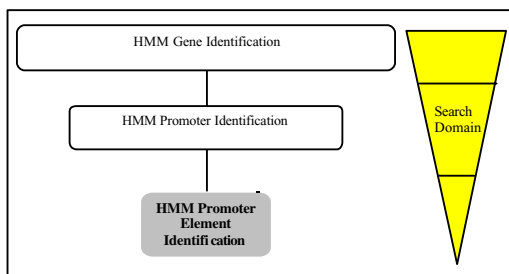 HMM Gene Identification
HMM Promoter Identification
Search
Domain
HMM Promoter
Element
Identification